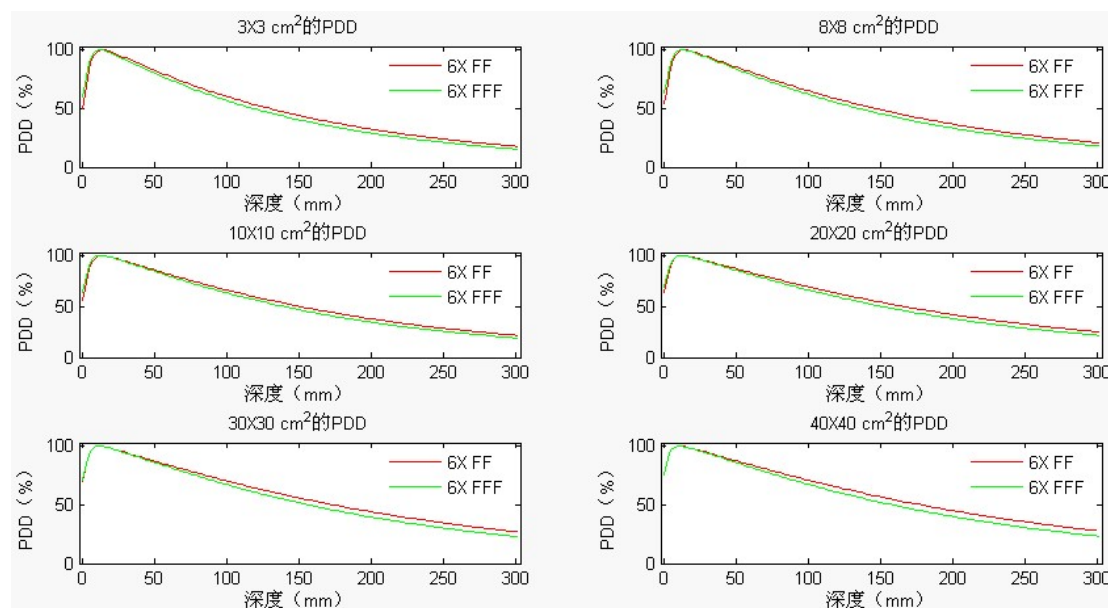 3X3 cm²的PDD
100
50
0
PDD（%）
6X FF
6X FFF
0 50 100 150 200 250 300
深度（mm）
8X8 cm²的PDD
100
50
0
PDD（%）
6X FF
6X FFF
0 50 100 150 200 250 300
深度（mm）
10X10 cm²的PDD
100
50
0
PDD（%）
6X FF
6X FFF
0 50 100 150 200 250 300
深度（mm）
20X20 cm²的PDD
100
50
0
PDD（%）
6X FF
6X FFF
0 50 100 150 200 250 300
深度（mm）
30X30 cm²的PDD
100
50
0
PDD（%）
6X FF
6X FFF
0 50 100 150 200 250 300
深度（mm）
40X40 cm²的PDD
100
50
0
PDD（%）
6X FF
6X FFF
0 50 100 150 200 250 300
深度（mm）